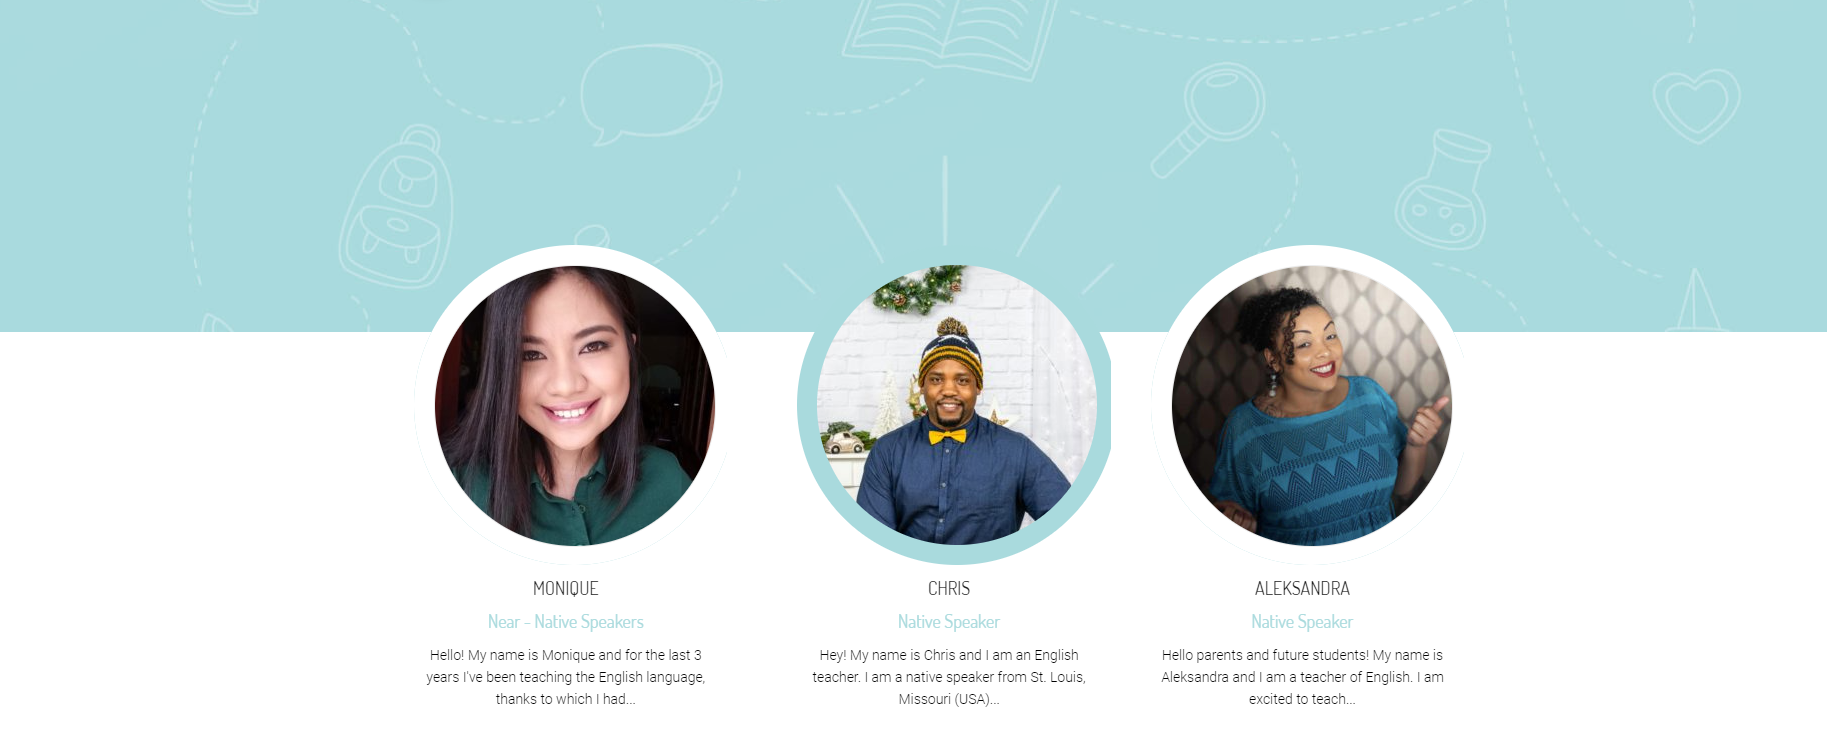 MONIQUE
Near - Native Speakers
Hello! My name is Monique and for the last 3
years I've been teaching the English language,
thanks to which I had...
CHRIS
Native Speaker
Hey! My name is Chris and I am an English
teacher. I am a native speaker from St. Louis,
Missouri (USA)...
ALEKSANDRA
Native Speaker
Hello parents and future students! My name is
Aleksandra and I am a teacher of English. I am
excited to teach...